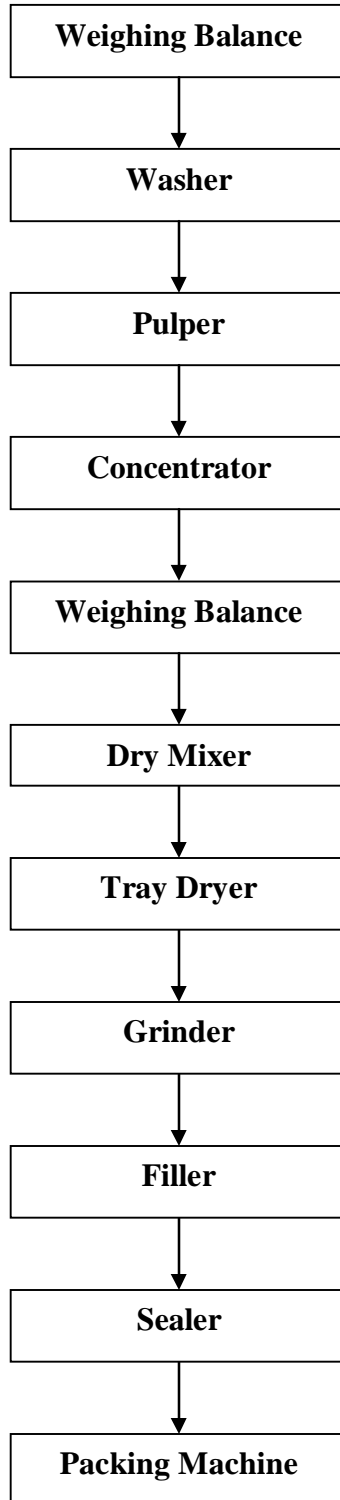 Weighing Balance
Washer
Pulper
Concentrator
Weighing Balance
Dry Mixer
Tray Dryer
Grinder
Filler
Sealer
Packing Machine